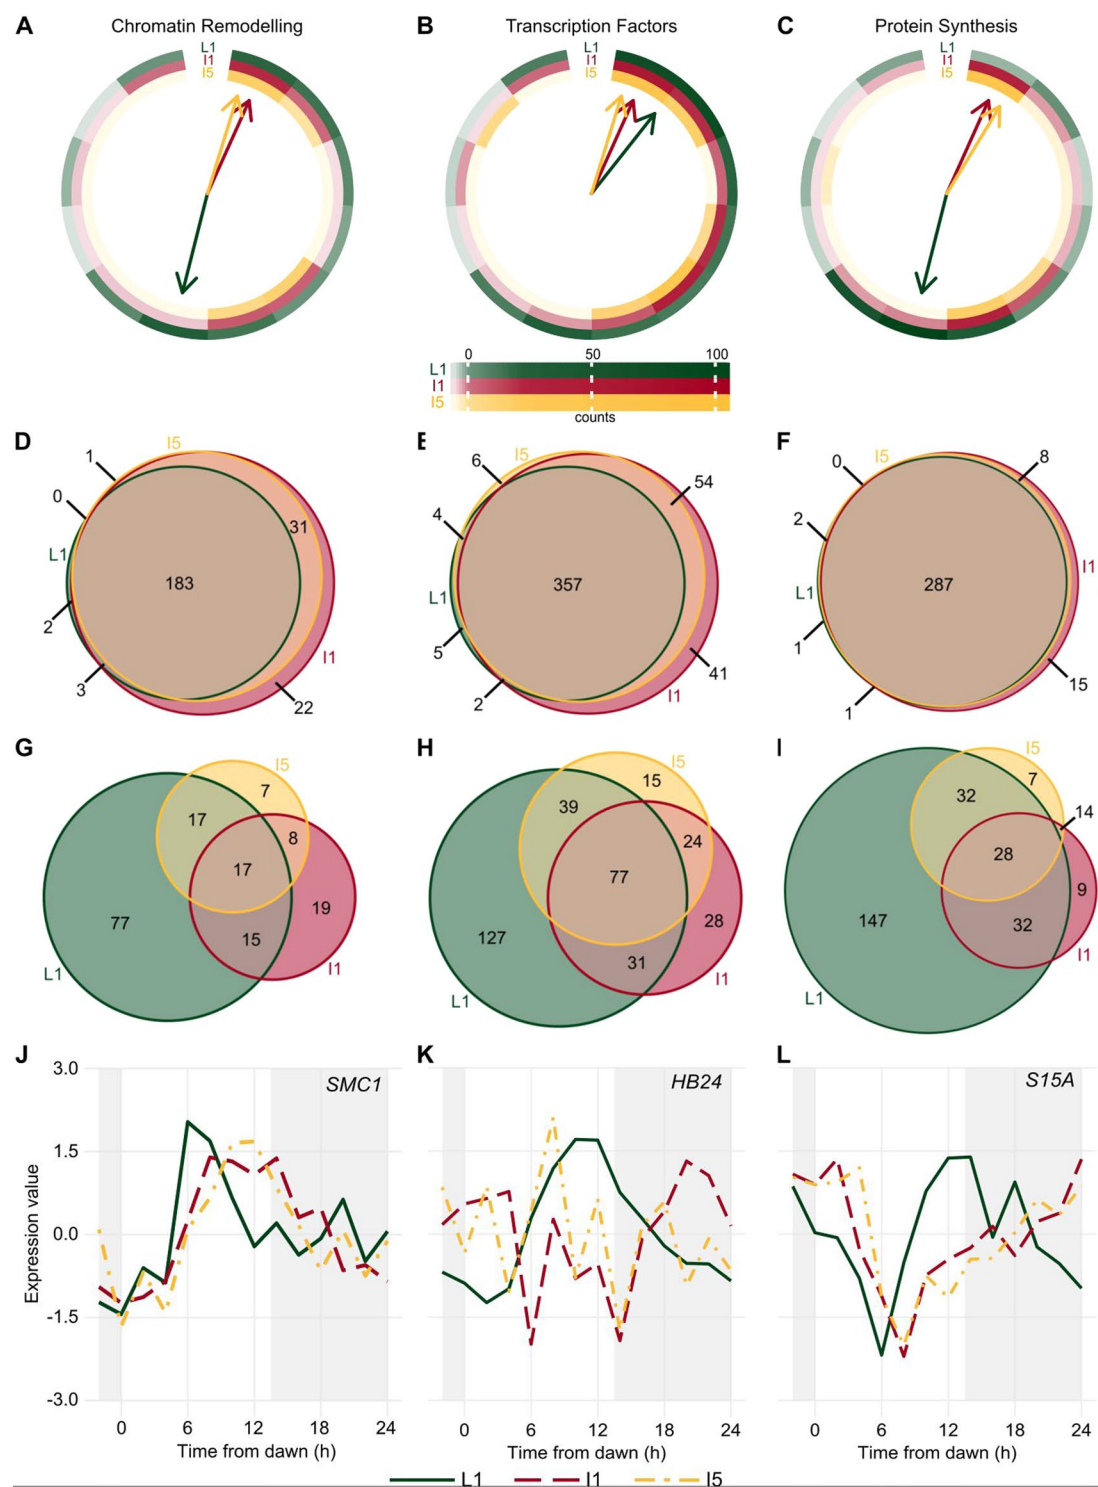 A Chromatin Remodelling
B Transcription Factors
C Protein Synthesis
L1
I1
I5
L1
I1
I5
L1
I1
I5
0 50 100
L1
I1
I5
counts
D
I5
1
0
31
L1
183
2
I1
3
22
E
I5
6
54
4
357
L1
5
41
2
I1
F
I5
0
8
2
I1
287
L1
1
15
1
G
I5
7
17
8
17
19
77
15
L1
I1
H
I5
15
39
24
77
28
127
31
L1
I1
I
I5
7
32
14
28
9
147
32
I1
L1
J
SMC1
K
HB24
L
S15A
3.0
1.5
0.0
-1.5
-3.0
Expression value
0 6 12 18 24
0 6 12 18 24
0 6 12 18 24
Time from dawn (h)
Time from dawn (h)
Time from dawn (h)
L1 I1 I5